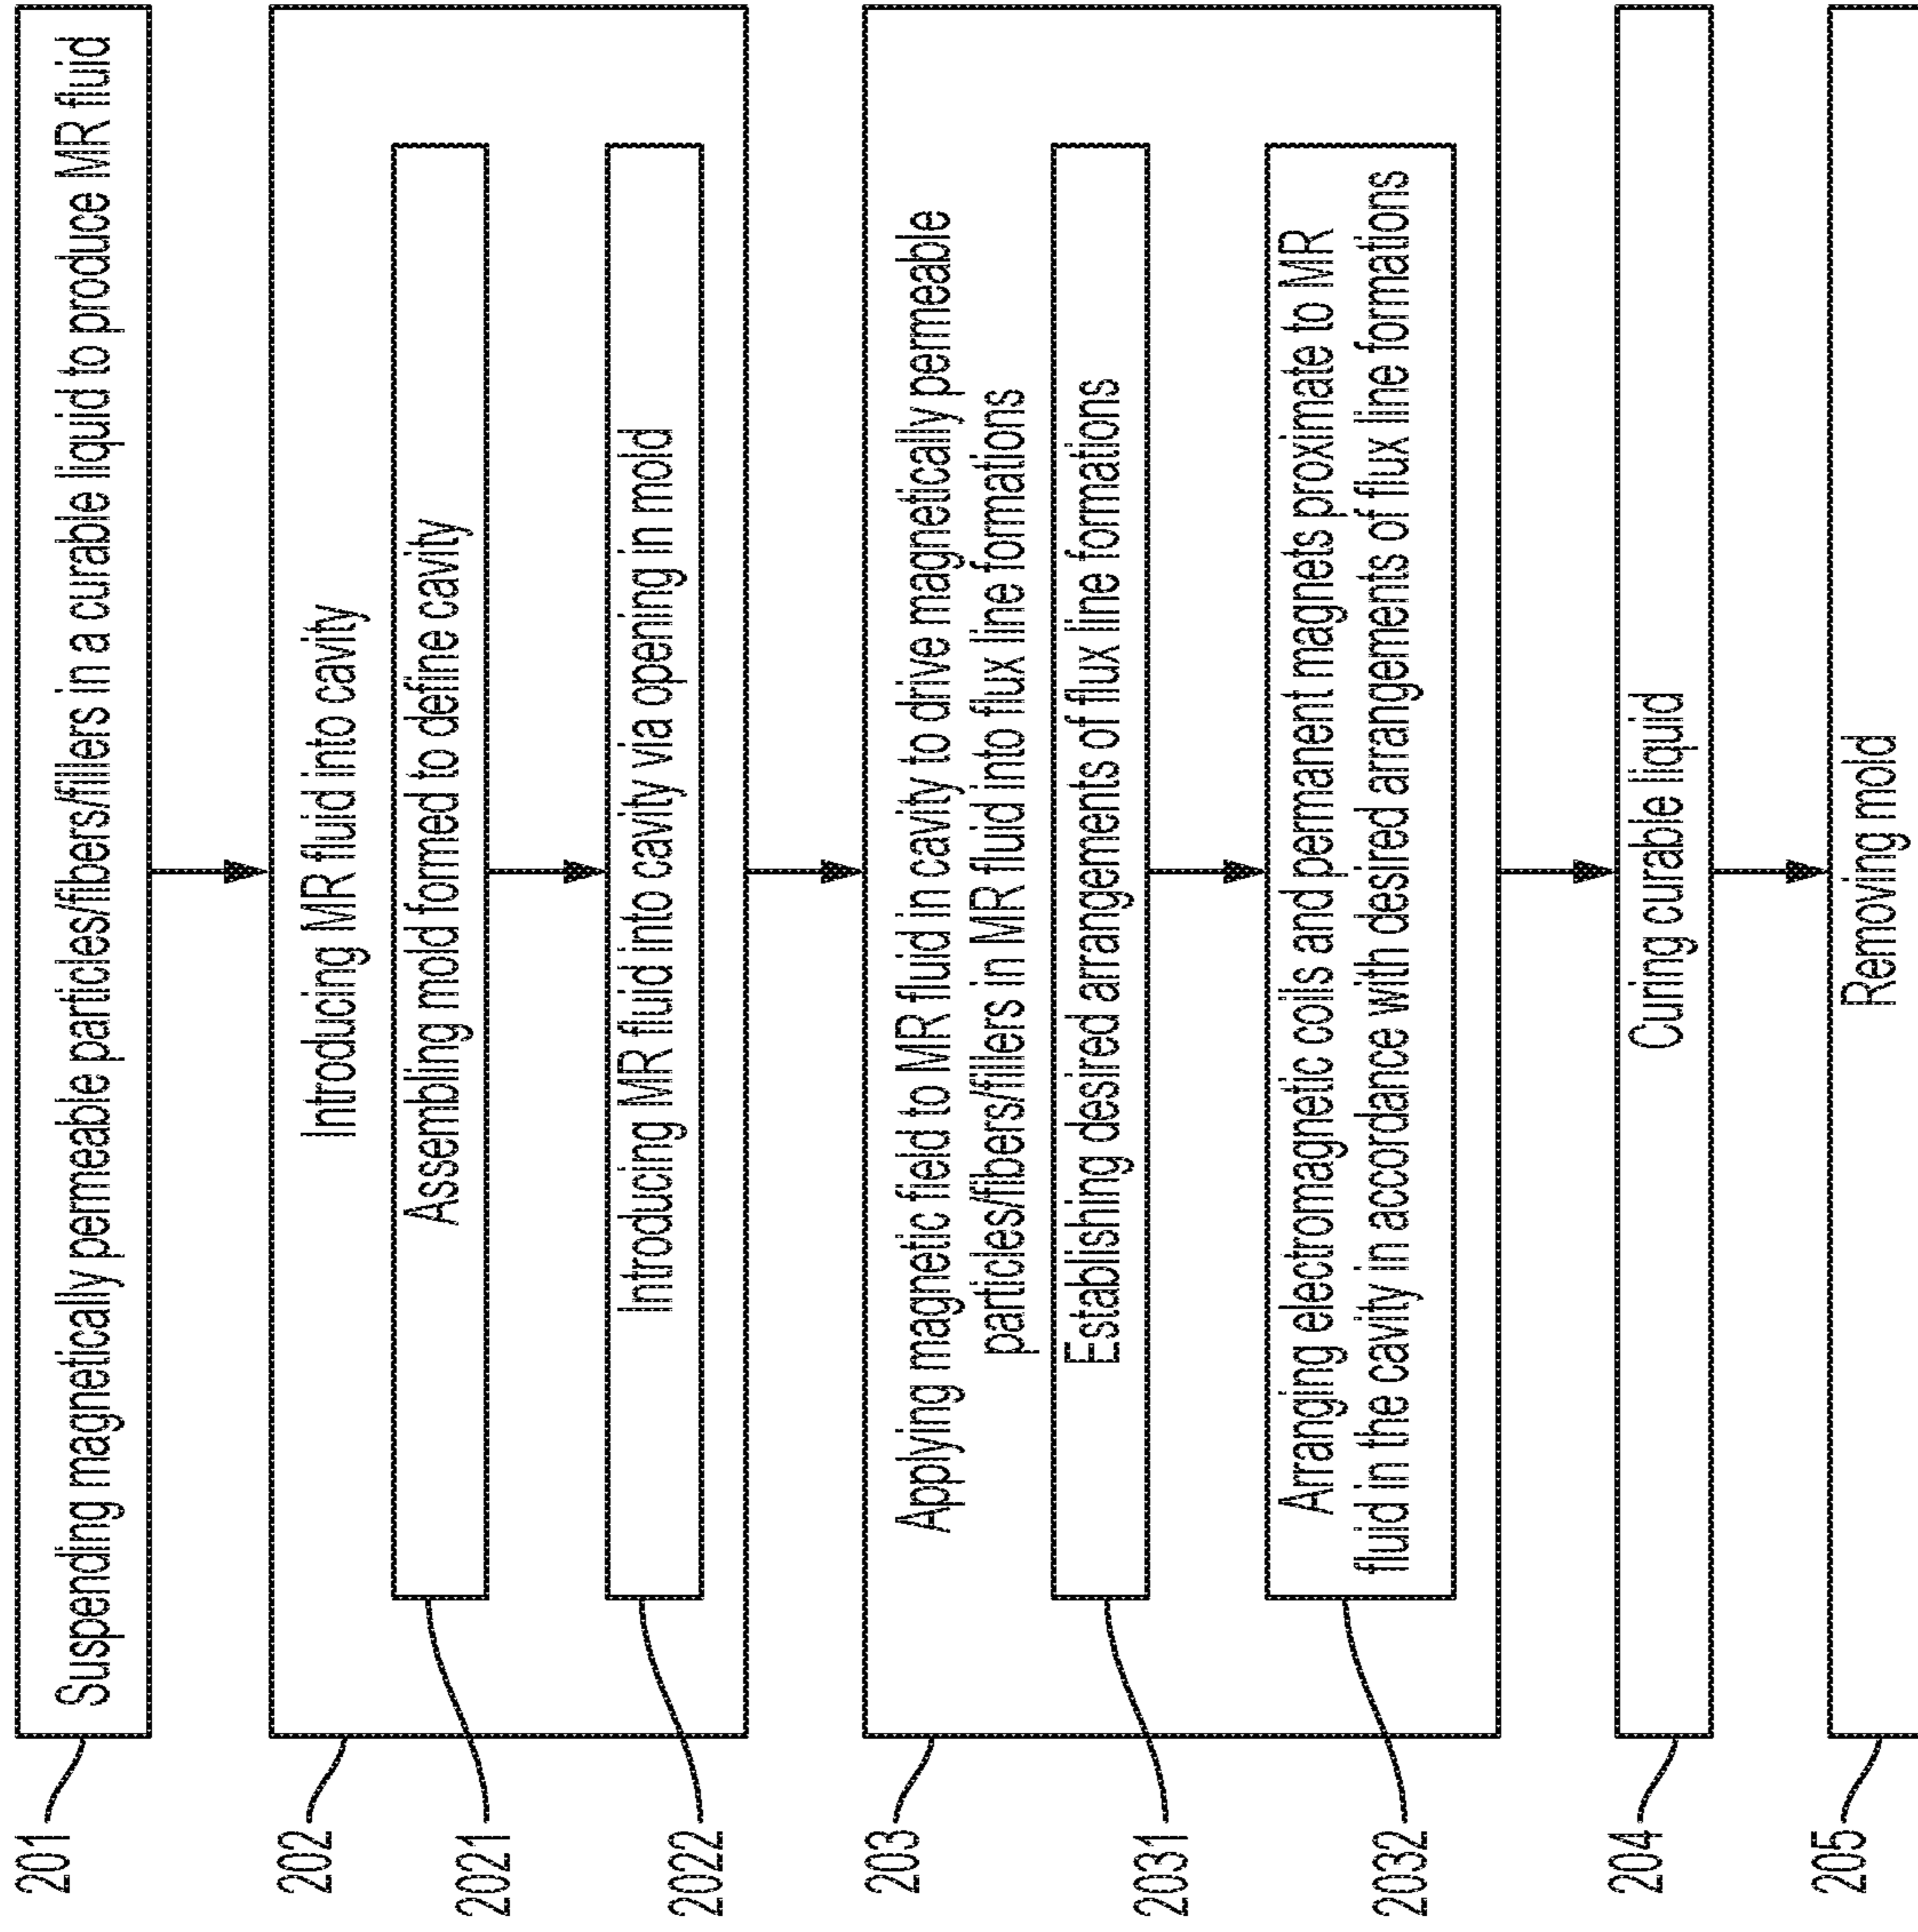 201
Suspending magnetically permeable particles/fibers/fillers in a curable liquid to produce MR fluid
202
Introducing MR fluid into cavity
2021
Assembling mold formed to define cavity
2022
Introducing MR fluid into cavity via opening in mold
203
Applying magnetic field to MR fluid in cavity to drive magnetically permeable
particles/fibers/fillers in MR fluid into flux line formations
2031
Establishing desired arrangements of flux line formations
2032
Arranging electromagnetic coils and permanent magnets proximate to MR
fluid in the cavity in accordance with desired arrangements of flux line formations
204
Curing curable liquid
205
Removing mold